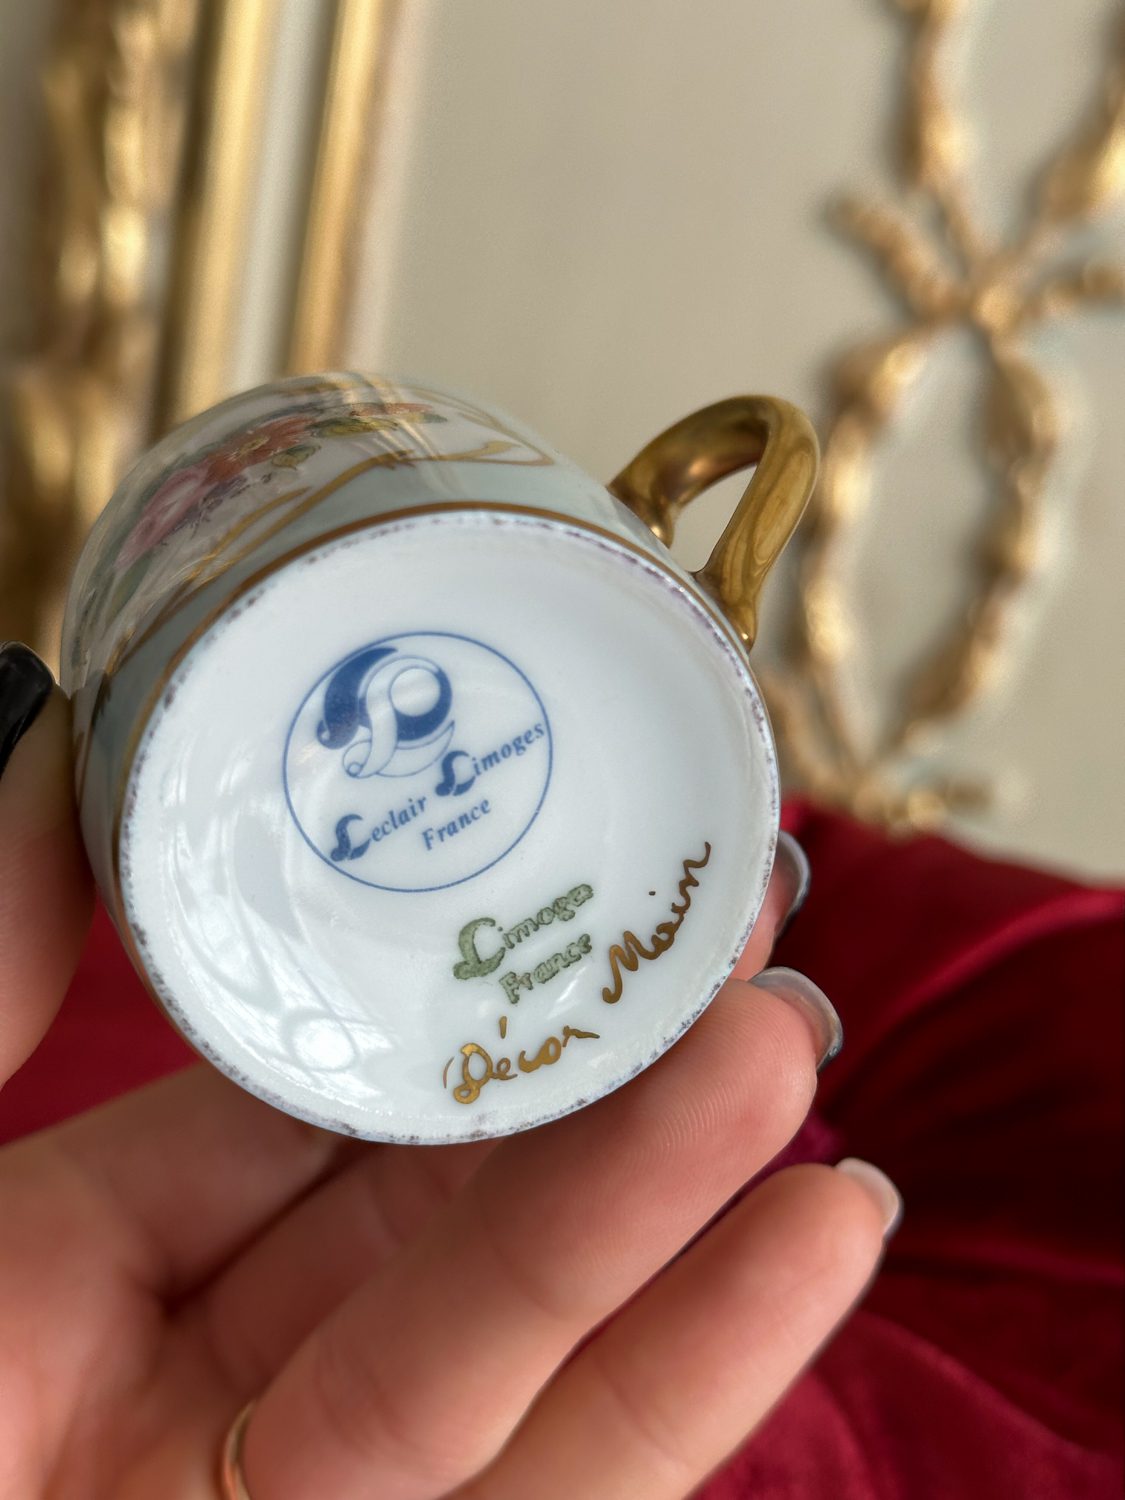 Leclair Limoges
France
Limoges
France
Décor Main